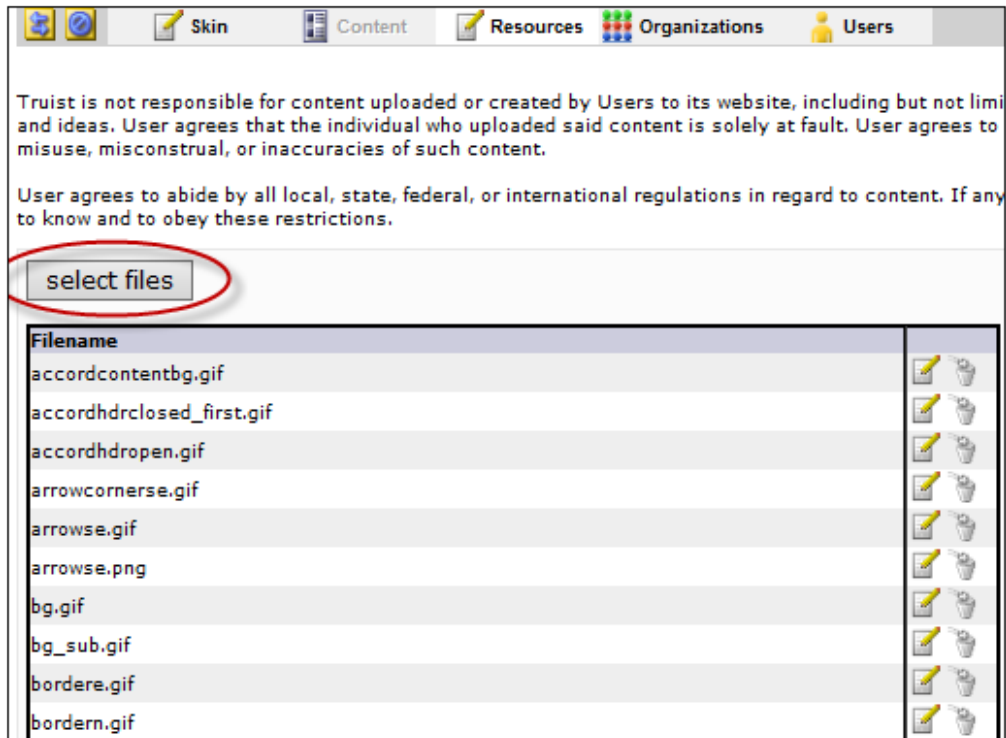 Skin Content Resources Organizations Users
Truist is not responsible for content uploaded or created by Users to its website, including but not limi
and ideas. User agrees that the individual who uploaded said content is solely at fault. User agrees to
misuse, misconstrual, or inaccuracies of such content.
User agrees to abide by all local, state, federal, or international regulations in regard to content. If any
to know and to obey these restrictions.
select files
Filename
accordcontentbg.gif
accordhdrclosed_first.gif
accordhdropen.gif
arrowcornerse.gif
arrowse.gif
arrowse.png
bg.gif
bg_sub.gif
bordere.gif
bordern.gif